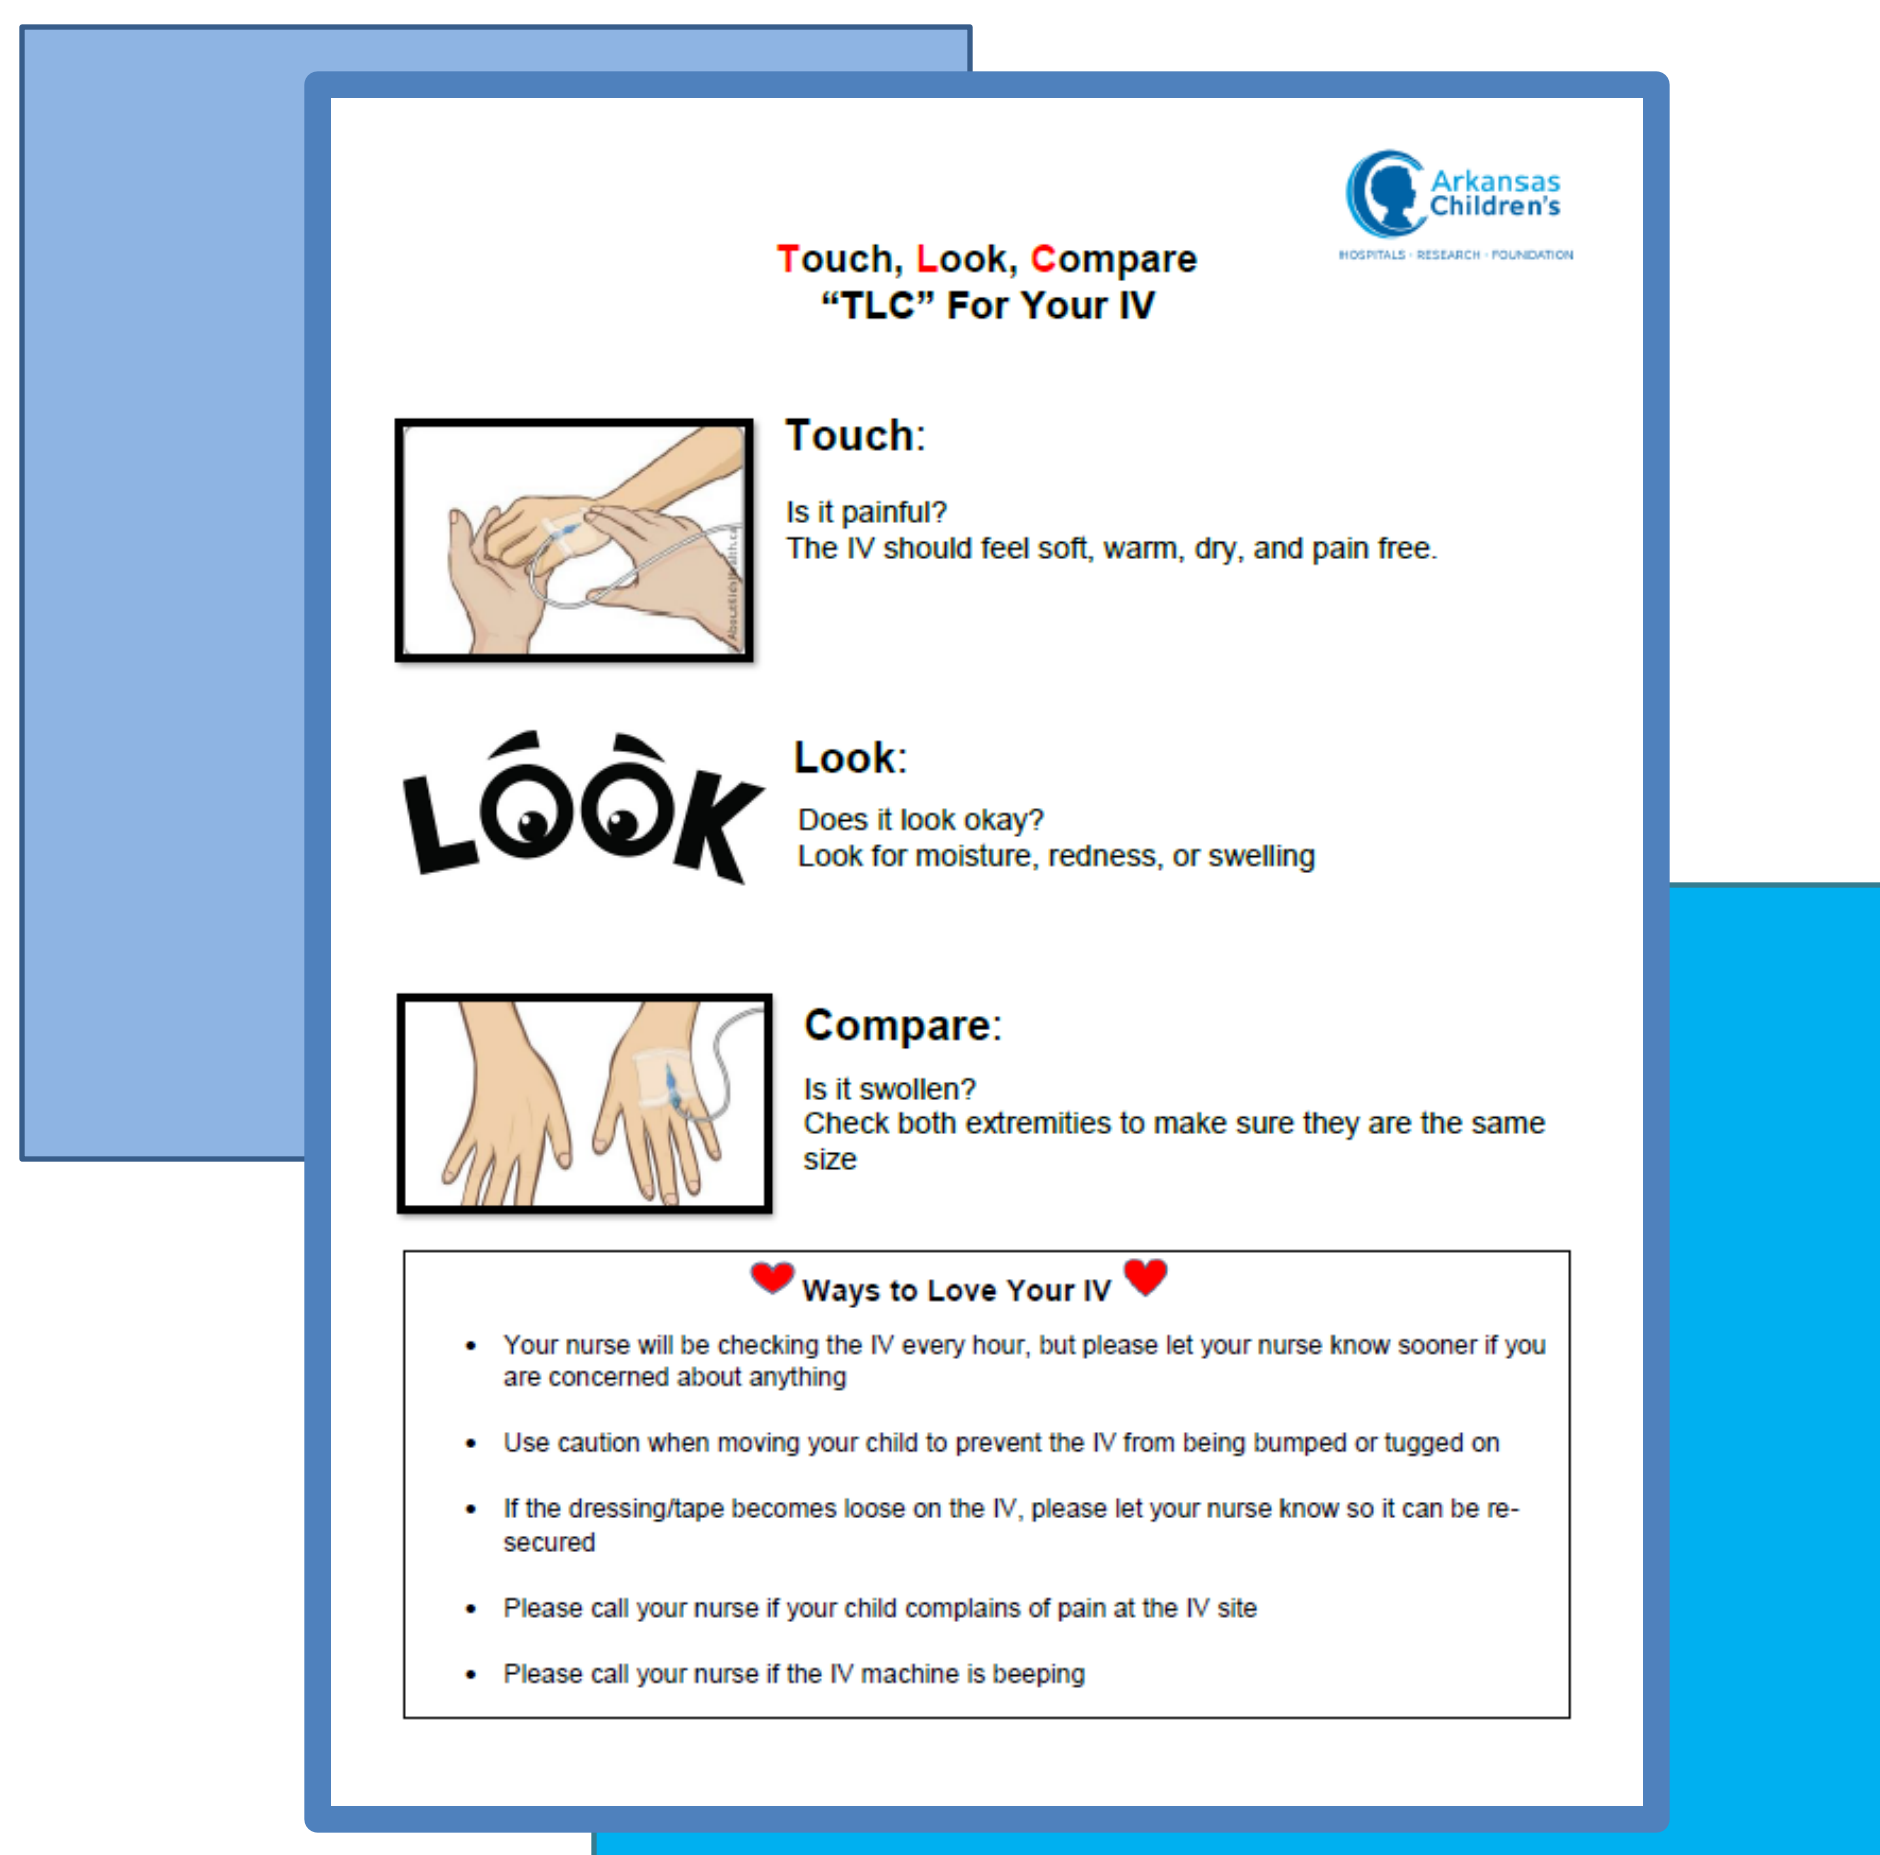 Arkansas
Children's
HOSPITALS · RESEARCH · FOUNDATION
Touch, Look, Compare
“TLC” For Your IV
Touch:
Is it painful?
The IV should feel soft, warm, dry, and pain free.
AboutKidsHealth.ca
LOOK
Look:
Does it look okay?
Look for moisture, redness, or swelling
Compare:
Is it swollen?
Check both extremities to make sure they are the same
size
Ways to Love Your IV
• Your nurse will be checking the IV every hour, but please let your nurse know sooner if you
are concerned about anything
• Use caution when moving your child to prevent the IV from being bumped or tugged on
• If the dressing/tape becomes loose on the IV, please let your nurse know so it can be re-
secured
• Please call your nurse if your child complains of pain at the IV site
• Please call your nurse if the IV machine is beeping